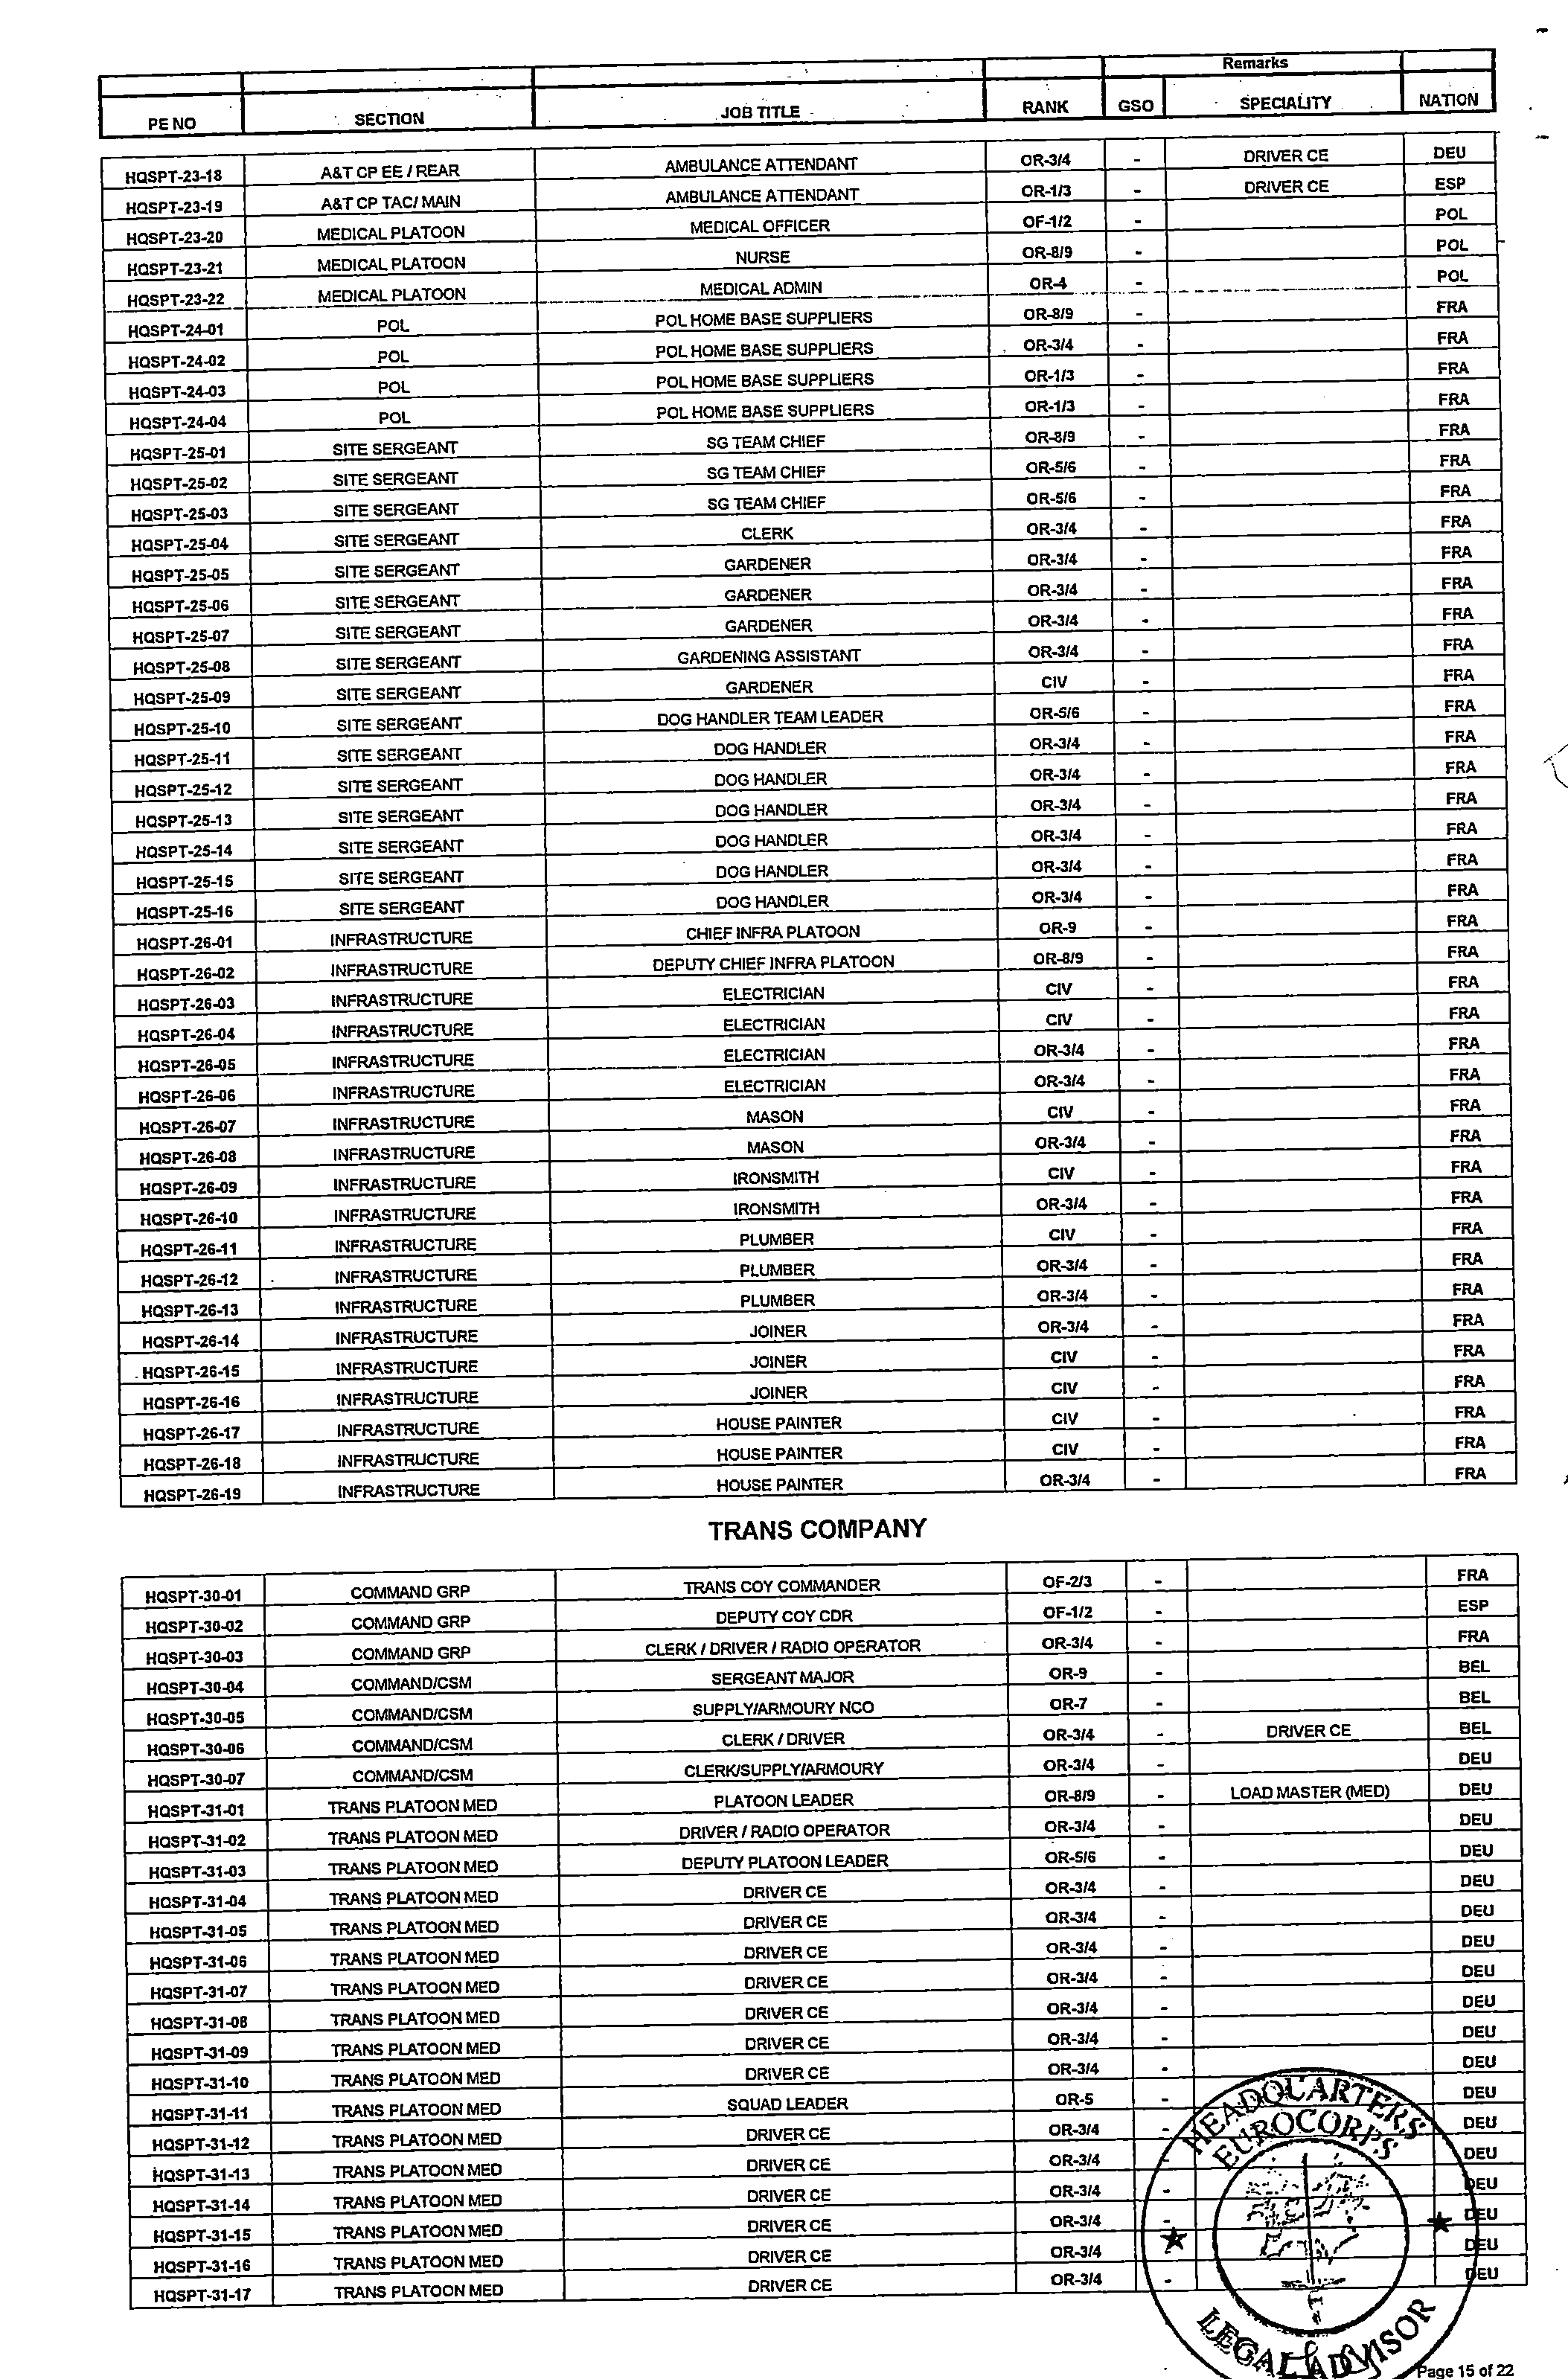 Remarks
PE NO SECTION JOB TITLE RANK GSO SPECIALITY NATION
HQSPT-23-18 A&T CP EE / REAR AMBULANCE ATTENDANT OR-3/4 - DRIVER CE DEU
HQSPT-23-19 A&T CP TAC/ MAIN AMBULANCE ATTENDANT OR-1/3 - DRIVER CE ESP
HQSPT-23-20 MEDICAL PLATOON MEDICAL OFFICER OF-1/2 - POL
HQSPT-23-21 MEDICAL PLATOON NURSE OR-8/9 - POL
HQSPT-23-22 MEDICAL PLATOON MEDICAL ADMIN OR-4 - POL
HQSPT-24-01 POL POL HOME BASE SUPPLIERS OR-8/9 - FRA
HQSPT-24-02 POL POL HOME BASE SUPPLIERS OR-3/4 - FRA
HQSPT-24-03 POL POL HOME BASE SUPPLIERS OR-1/3 - FRA
HQSPT-24-04 POL POL HOME BASE SUPPLIERS OR-1/3 - FRA
HQSPT-25-01 SITE SERGEANT SG TEAM CHIEF OR-8/9 - FRA
HQSPT-25-02 SITE SERGEANT SG TEAM CHIEF OR-5/6 - FRA
HQSPT-25-03 SITE SERGEANT SG TEAM CHIEF OR-5/6 - FRA
HQSPT-25-04 SITE SERGEANT CLERK OR-3/4 - FRA
HQSPT-25-05 SITE SERGEANT GARDENER OR-3/4 - FRA
HQSPT-25-06 SITE SERGEANT GARDENER OR-3/4 - FRA
HQSPT-25-07 SITE SERGEANT GARDENER OR-3/4 - FRA
HQSPT-25-08 SITE SERGEANT GARDENING ASSISTANT OR-3/4 - FRA
HQSPT-25-09 SITE SERGEANT GARDENER CIV - FRA
HQSPT-25-10 SITE SERGEANT DOG HANDLER TEAM LEADER OR-5/6 - FRA
HQSPT-25-11 SITE SERGEANT DOG HANDLER OR-3/4 - FRA
HQSPT-25-12 SITE SERGEANT DOG HANDLER OR-3/4 - FRA
HQSPT-25-13 SITE SERGEANT DOG HANDLER OR-3/4 - FRA
HQSPT-25-14 SITE SERGEANT DOG HANDLER OR-3/4 - FRA
HQSPT-25-15 SITE SERGEANT DOG HANDLER OR-3/4 - FRA
HQSPT-25-16 SITE SERGEANT DOG HANDLER OR-3/4 - FRA
HQSPT-26-01 INFRASTRUCTURE CHIEF INFRA PLATOON OR-9 - FRA
HQSPT-26-02 INFRASTRUCTURE DEPUTY CHIEF INFRA PLATOON OR-8/9 - FRA
HQSPT-26-03 INFRASTRUCTURE ELECTRICIAN CIV - FRA
HQSPT-26-04 INFRASTRUCTURE ELECTRICIAN CIV - FRA
HQSPT-26-05 INFRASTRUCTURE ELECTRICIAN OR-3/4 - FRA
HQSPT-26-06 INFRASTRUCTURE ELECTRICIAN OR-3/4 - FRA
HQSPT-26-07 INFRASTRUCTURE MASON CIV - FRA
HQSPT-26-08 INFRASTRUCTURE MASON OR-3/4 - FRA
HQSPT-26-09 INFRASTRUCTURE IRONSMITH CIV - FRA
HQSPT-26-10 INFRASTRUCTURE IRONSMITH OR-3/4 - FRA
HQSPT-26-11 INFRASTRUCTURE PLUMBER CIV - FRA
HQSPT-26-12 INFRASTRUCTURE PLUMBER OR-3/4 - FRA
HQSPT-26-13 INFRASTRUCTURE PLUMBER OR-3/4 - FRA
HQSPT-26-14 INFRASTRUCTURE JOINER OR-3/4 - FRA
HQSPT-26-15 INFRASTRUCTURE JOINER CIV - FRA
HQSPT-26-16 INFRASTRUCTURE JOINER CIV - FRA
HQSPT-26-17 INFRASTRUCTURE HOUSE PAINTER CIV - FRA
HQSPT-26-18 INFRASTRUCTURE HOUSE PAINTER CIV - FRA
HQSPT-26-19 INFRASTRUCTURE HOUSE PAINTER OR-3/4 - FRA
TRANS COMPANY
HQSPT-30-01 COMMAND GRP TRANS COY COMMANDER OF-2/3 - FRA
HQSPT-30-02 COMMAND GRP DEPUTY COY CDR OF-1/2 - ESP
HQSPT-30-03 COMMAND GRP CLERK / DRIVER / RADIO OPERATOR OR-3/4 - FRA
HQSPT-30-04 COMMAND/CSM SERGEANT MAJOR OR-9 - BEL
HQSPT-30-05 COMMAND/CSM SUPPLY/ARMOURY NCO OR-7 - BEL
HQSPT-30-06 COMMAND/CSM CLERK / DRIVER OR-3/4 - DRIVER CE BEL
HQSPT-30-07 COMMAND/CSM CLERK/SUPPLY/ARMOURY OR-3/4 - DEU
HQSPT-31-01 TRANS PLATOON MED PLATOON LEADER OR-8/9 - LOAD MASTER (MED) DEU
HQSPT-31-02 TRANS PLATOON MED DRIVER / RADIO OPERATOR OR-3/4 - DEU
HQSPT-31-03 TRANS PLATOON MED DEPUTY PLATOON LEADER OR-5/6 - DEU
HQSPT-31-04 TRANS PLATOON MED DRIVER CE OR-3/4 - DEU
HQSPT-31-05 TRANS PLATOON MED DRIVER CE OR-3/4 - DEU
HQSPT-31-06 TRANS PLATOON MED DRIVER CE OR-3/4 - DEU
HQSPT-31-07 TRANS PLATOON MED DRIVER CE OR-3/4 - DEU
HQSPT-31-08 TRANS PLATOON MED DRIVER CE OR-3/4 - DEU
HQSPT-31-09 TRANS PLATOON MED DRIVER CE OR-3/4 - DEU
HQSPT-31-10 TRANS PLATOON MED DRIVER CE OR-3/4 - DEU
HQSPT-31-11 TRANS PLATOON MED SQUAD LEADER OR-5 - DEU
HQSPT-31-12 TRANS PLATOON MED DRIVER CE OR-3/4 - DEU
HQSPT-31-13 TRANS PLATOON MED DRIVER CE OR-3/4 - DEU
HQSPT-31-14 TRANS PLATOON MED DRIVER CE OR-3/4 - DEU
HQSPT-31-15 TRANS PLATOON MED DRIVER CE OR-3/4 - DEU
HQSPT-31-16 TRANS PLATOON MED DRIVER CE OR-3/4 - DEU
HQSPT-31-17 TRANS PLATOON MED DRIVER CE OR-3/4 - DEU
HEADQUARTERS
EUROCORPS
LEGAL ADVISOR
Page 15 of 22